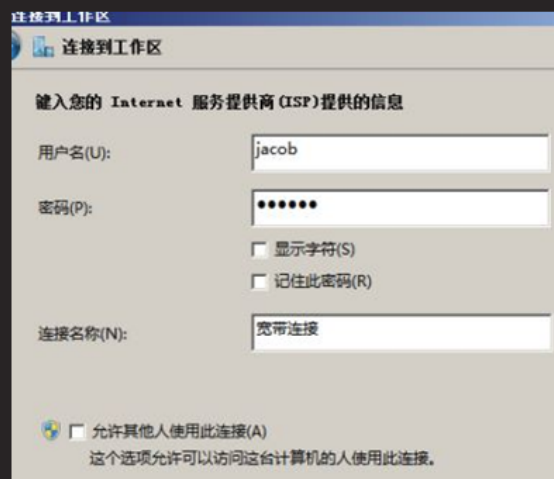 连接到工作区
连接到工作区
键入您的 Internet 服务提供商(ISP)提供的信息
用户名(U):
jacob
密码(P):
●●●●●●
显示字符(S)
记住此密码(R)
连接名称(N):
宽带连接
允许其他人使用此连接(A)
这个选项允许可以访问这台计算机的人使用此连接。